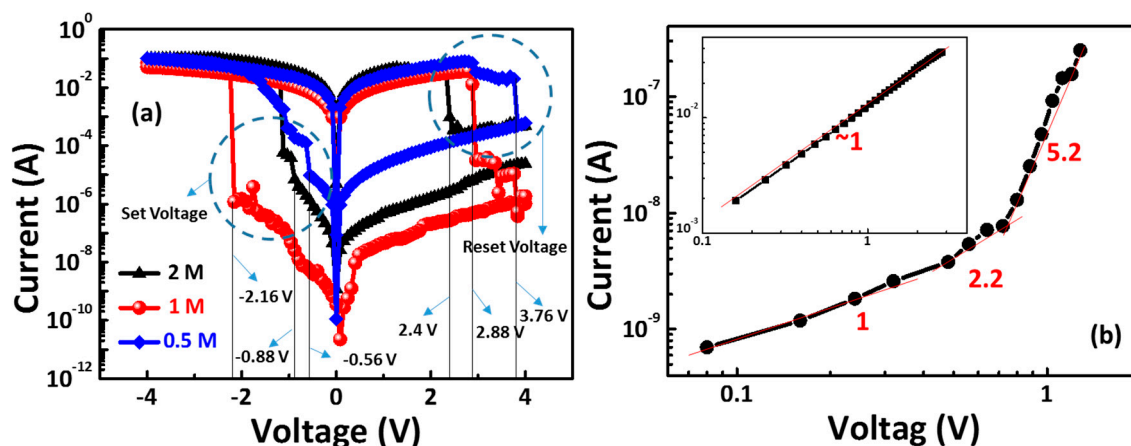 (a)
Current (A)
10^0
10^-2
10^-4
10^-6
10^-8
10^-10
10^-12
Set Voltage
Reset Voltage
2 M
1 M
0.5 M
-2.16 V
-0.88 V
-0.56 V
2.4 V
2.88 V
3.76 V
-4
-2
0
2
4
Voltage (V)
(b)
Current (A)
10^-7
10^-8
10^-9
10^-2
10^-3
0.1
1
~1
5.2
2.2
1
0.1
1
Voltag (V)